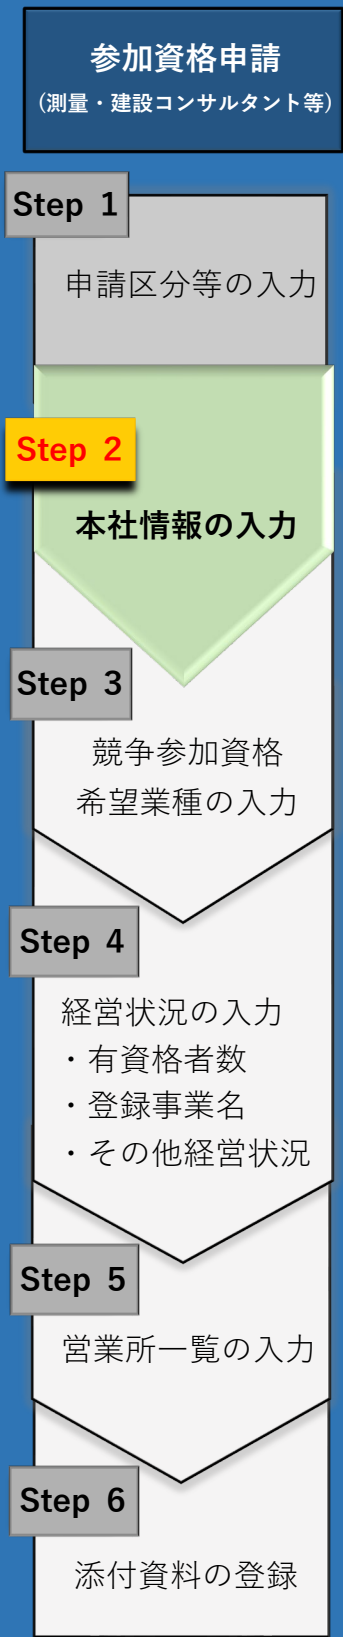 参加資格申請
(測量・建設コンサルタント等)
Step 1
申請区分等の入力
Step 2
本社情報の入力
Step 3
競争参加資格
希望業種の入力
Step 4
経営状況の入力
・有資格者数
・登録事業名
・その他経営状況
Step 5
営業所一覧の入力
Step 6
添付資料の登録